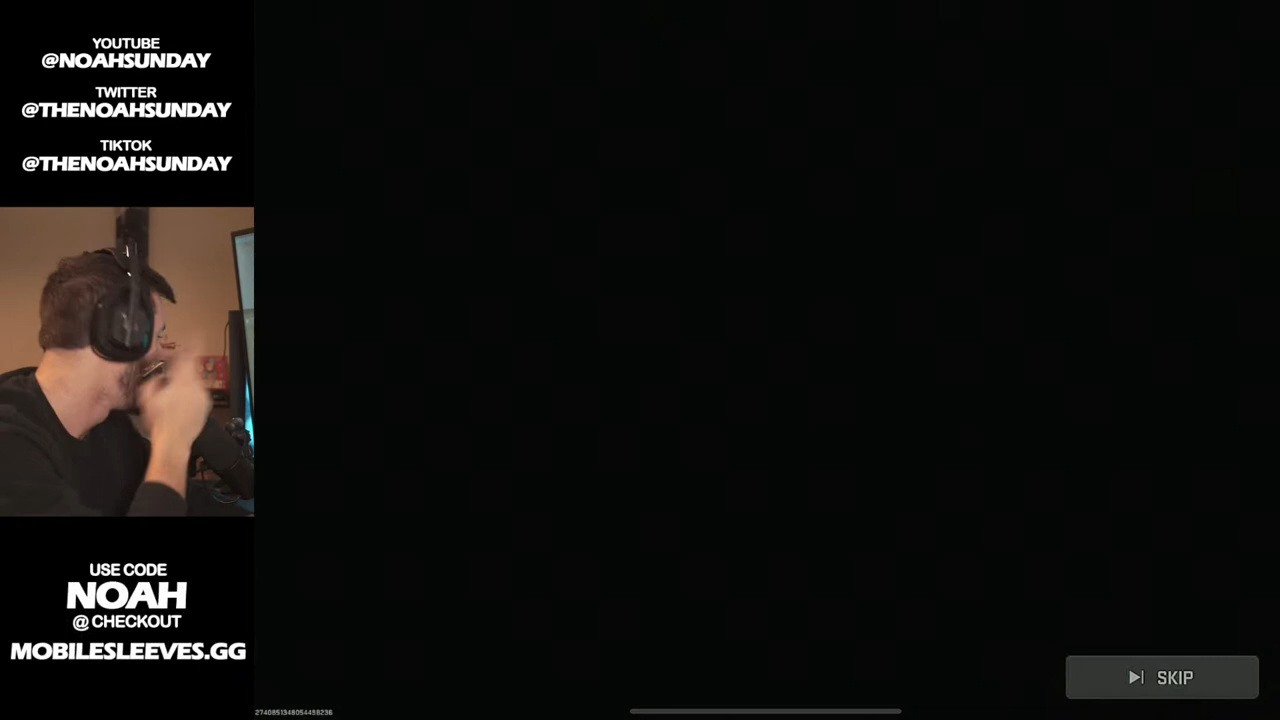 YOUTUBE
@NOAHSUNDAY
TWITTER
@THENOAHSUNDAY
TIKTOK
@THENOAHSUNDAY
USE CODE
NOAH
@ CHECKOUT
MOBILESLEEVES.GG
SKIP